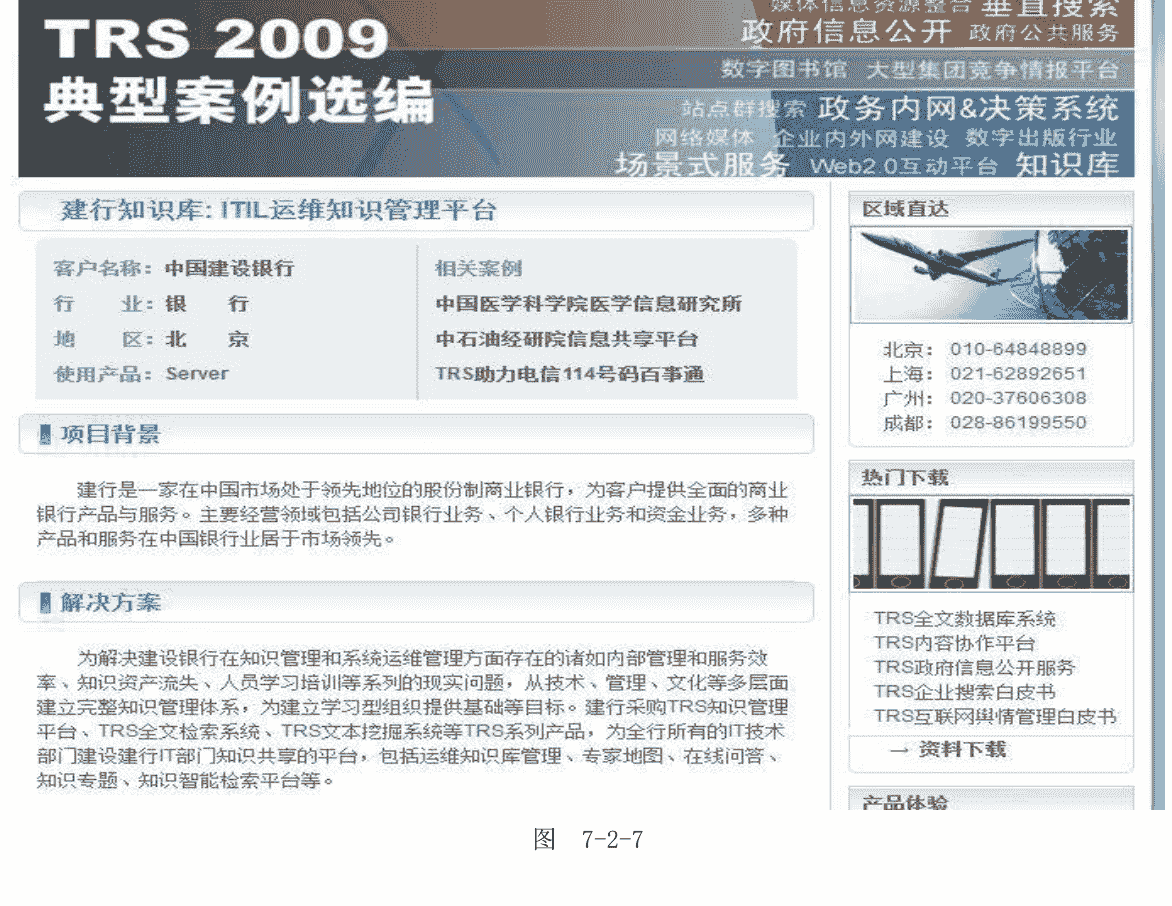 TRS 2009
典型案例选编
媒体信息资源整合 垂直搜索
政府信息公开 政府公共服务
数字图书馆 大型集团竞争情报平台
站点群搜索 政务内网&决策系统
网络媒体 企业内外网建设 数字出版行业
场景式服务 Web2.0互动平台 知识库
建行知识库: ITIL运维知识管理平台
客户名称: 中国建设银行
行 业: 银 行
地 区: 北 京
使用产品: Server
相关案例
中国医学科学院医学信息研究所
中石油经研院信息共享平台
TRS助力电信114号码百事通
项目背景
建行是一家在中国市场处于领先地位的股份制商业银行，为客户提供全面的商业
银行产品与服务。主要经营领域包括公司银行业务、个人银行业务和资金业务，多种
产品和服务在中国银行业居于市场领先。
解决方案
为解决建设银行在知识管理和系统运维管理方面存在的诸如内部管理和服务效
率、知识资产流失、人员学习培训等系列的现实问题，从技术、管理、文化等多层面
建立完整知识管理体系，为建立学习型组织提供基础等目标。建行采购TRS知识管理
平台、TRS全文检索系统、TRS文本挖掘系统等TRS系列产品，为全行所有的IT技术
部门建设建行IT部门知识共享的平台，包括运维知识库管理、专家地图、在线问答、
知识专题、知识智能检索平台等。
区域直达
北京: 010-64848899
上海: 021-62892651
广州: 020-37606308
成都: 028-86199550
热门下载
TRS全文数据库系统
TRS内容协作平台
TRS政府信息公开服务
TRS企业搜索白皮书
TRS互联网舆情管理白皮书
→ 资料下载
产品体验
图 7-2-7